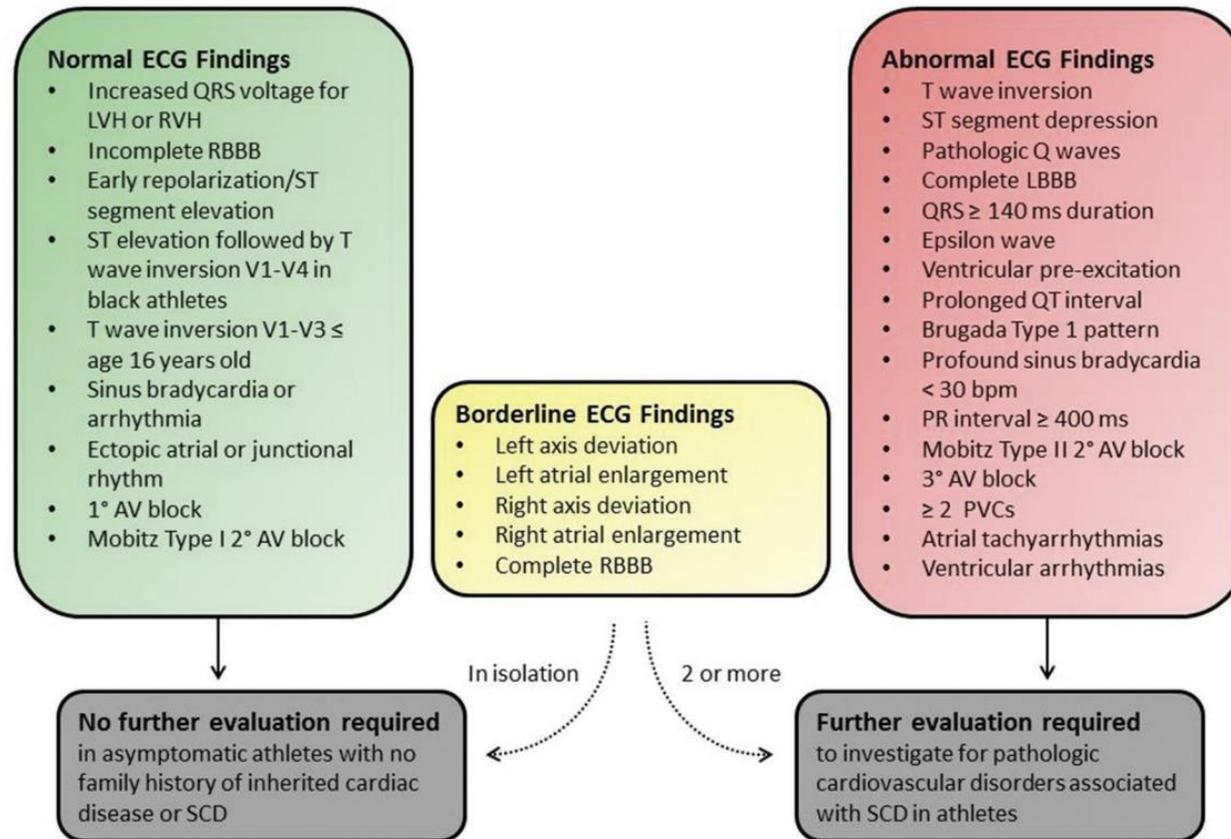 Normal ECG Findings
• Increased QRS voltage for
LVH or RVH
• Incomplete RBBB
• Early repolarization/ST
segment elevation
• ST elevation followed by T
wave inversion V1-V4 in
black athletes
• T wave inversion V1-V3 ≤
age 16 years old
• Sinus bradycardia or
arrhythmia
• Ectopic atrial or junctional
rhythm
• 1° AV block
• Mobitz Type I 2° AV block
Borderline ECG Findings
• Left axis deviation
• Left atrial enlargement
• Right axis deviation
• Right atrial enlargement
• Complete RBBB
Abnormal ECG Findings
• T wave inversion
• ST segment depression
• Pathologic Q waves
• Complete LBBB
• QRS ≥ 140 ms duration
• Epsilon wave
• Ventricular pre-excitation
• Prolonged QT interval
• Brugada Type 1 pattern
• Profound sinus bradycardia
< 30 bpm
• PR interval ≥ 400 ms
• Mobitz Type II 2° AV block
• 3° AV block
• ≥ 2 PVCs
• Atrial tachyarrhythmias
• Ventricular arrhythmias
In isolation
2 or more
No further evaluation required
in asymptomatic athletes with no
family history of inherited cardiac
disease or SCD
Further evaluation required
to investigate for pathologic
cardiovascular disorders associated
with SCD in athletes